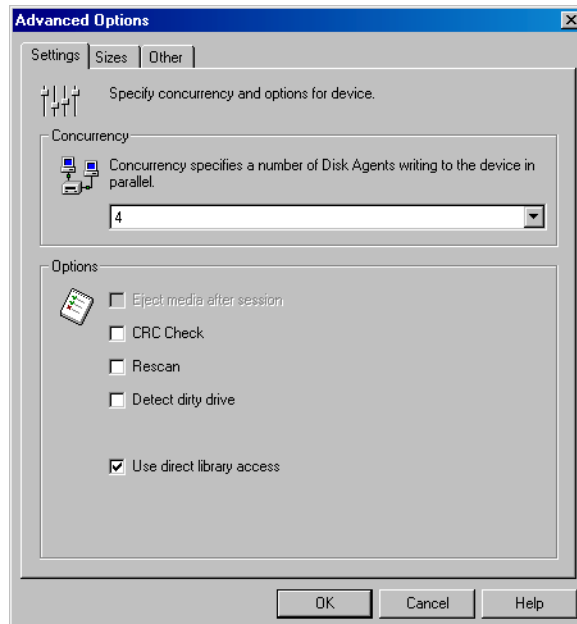 Advanced Options
Settings Sizes Other
Specify concurrency and options for device.
Concurrency
Concurrency specifies a number of Disk Agents writing to the device in
parallel.
4
Options
Eject media after session
CRC Check
Rescan
Detect dirty drive
Use direct library access
OK Cancel Help